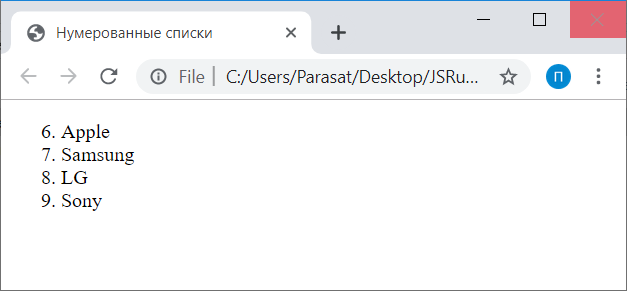 Нумерованные списки
File C:/Users/Parasat/Desktop/JSRu... П
6. Apple
7. Samsung
8. LG
9. Sony